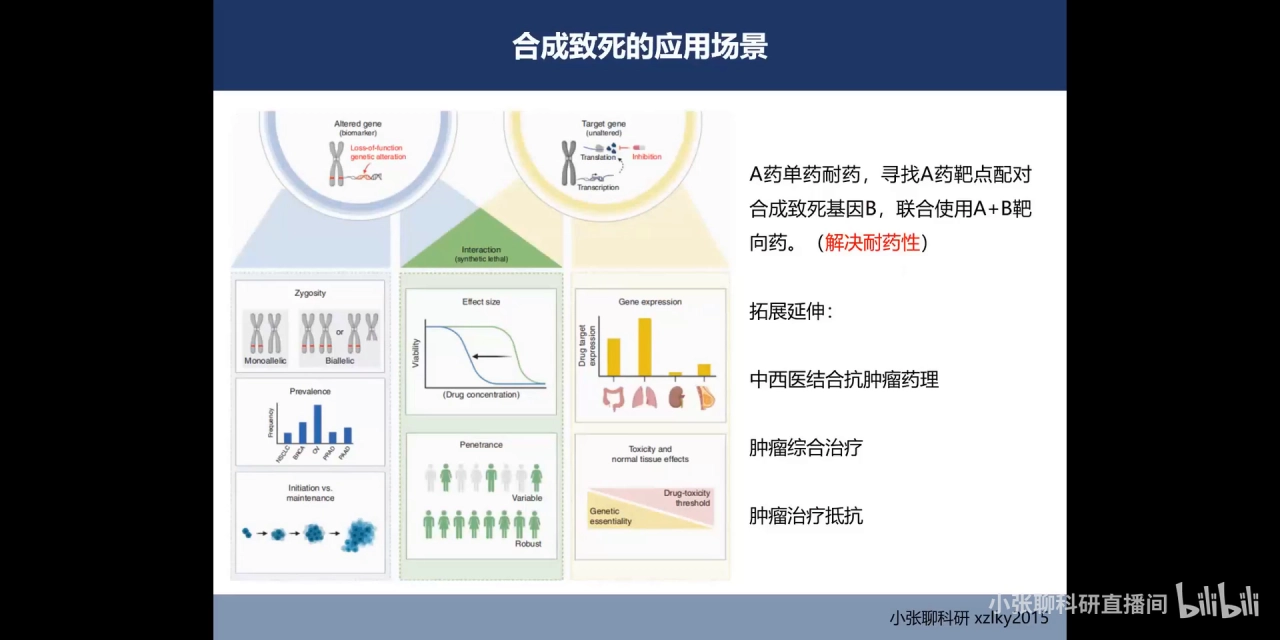 合成致死的应用场景
Altered gene
(biomarker)
Loss-of-function
genetic alteration
Target gene
(unaltered)
Translation
Inhibition
Transcription
Interaction
(synthetic lethal)
Zygosity
Monoallelic
or
Biallelic
Prevalence
Frequency
NSCLC
BRCA
OV
PRAD
PAAD
Initiation vs.
maintenance
Effect size
Viability
(Drug concentration)
Penetrance
Variable
Robust
Gene expression
Drug target
expression
Toxicity and
normal tissue effects
Drug-toxicity
threshold
Genetic
essentiality
A药单药耐药，寻找A药靶点配对
合成致死基因B，联合使用A+B靶
向药。（解决耐药性）
拓展延伸：
中西医结合抗肿瘤药理
肿瘤综合治疗
肿瘤治疗抵抗
小张聊科研 xzlky2015
小张聊科研直播间 bilibili